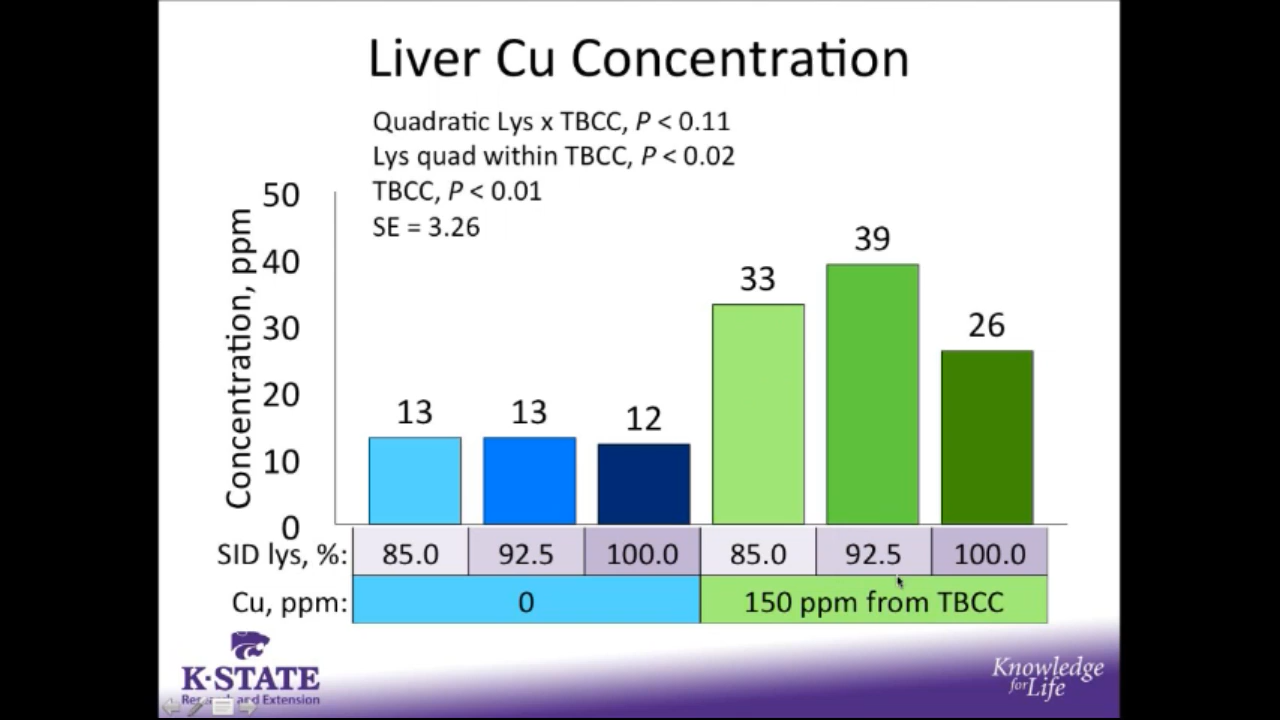 Liver Cu Concentration
Quadratic Lys x TBCC, P < 0.11
Lys quad within TBCC, P < 0.02
TBCC, P < 0.01
SE = 3.26
Concentration, ppm
50
40
30
20
10
0
13
13
12
33
39
26
SID lys, %: 85.0 92.5 100.0 85.0 92.5 100.0
Cu, ppm: 0 150 ppm from TBCC
K-STATE
Research and Extension
Knowledge
for Life